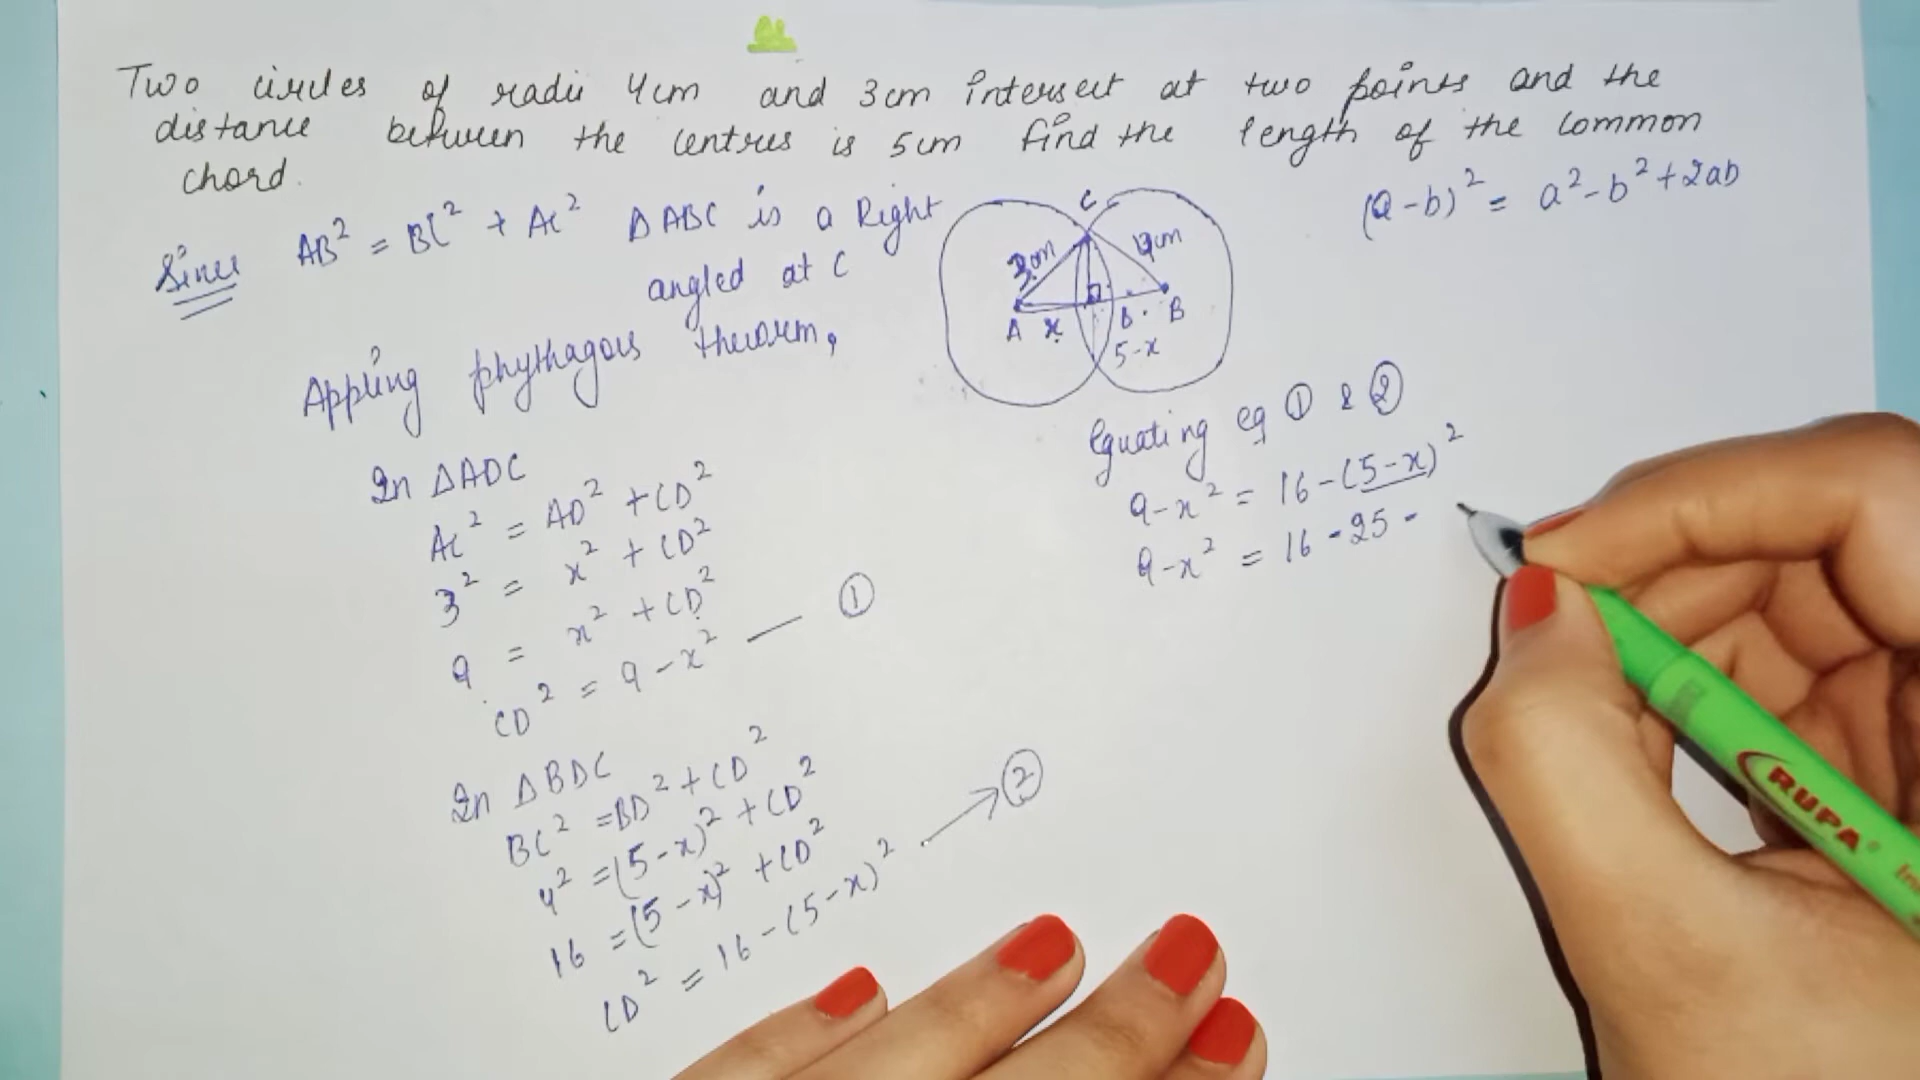 Two circles of radii 4cm and 3cm intersect at two points and the
distance between the centres is 5cm find the length of the common
chord.
Since AB² = BC² + AC² ΔABC is a Right
angled at C
Appling phythagous theorm,
In ΔADC
AC² = AD² + CD²
3² = x² + CD²
9 = x² + CD²
CD² = 9 - x² — ①
In ΔBDC
BC² = BD² + CD²
4² = (5-x)² + CD²
16 = (5-x)² + CD²
CD² = 16 - (5-x)² → ②
C
3cm
4cm
A x B
5-x
(a-b)² = a² - b² + 2ab
Equating eq ① & ②
9-x² = 16-(5-x)²
9-x² = 16-25-
RUPA